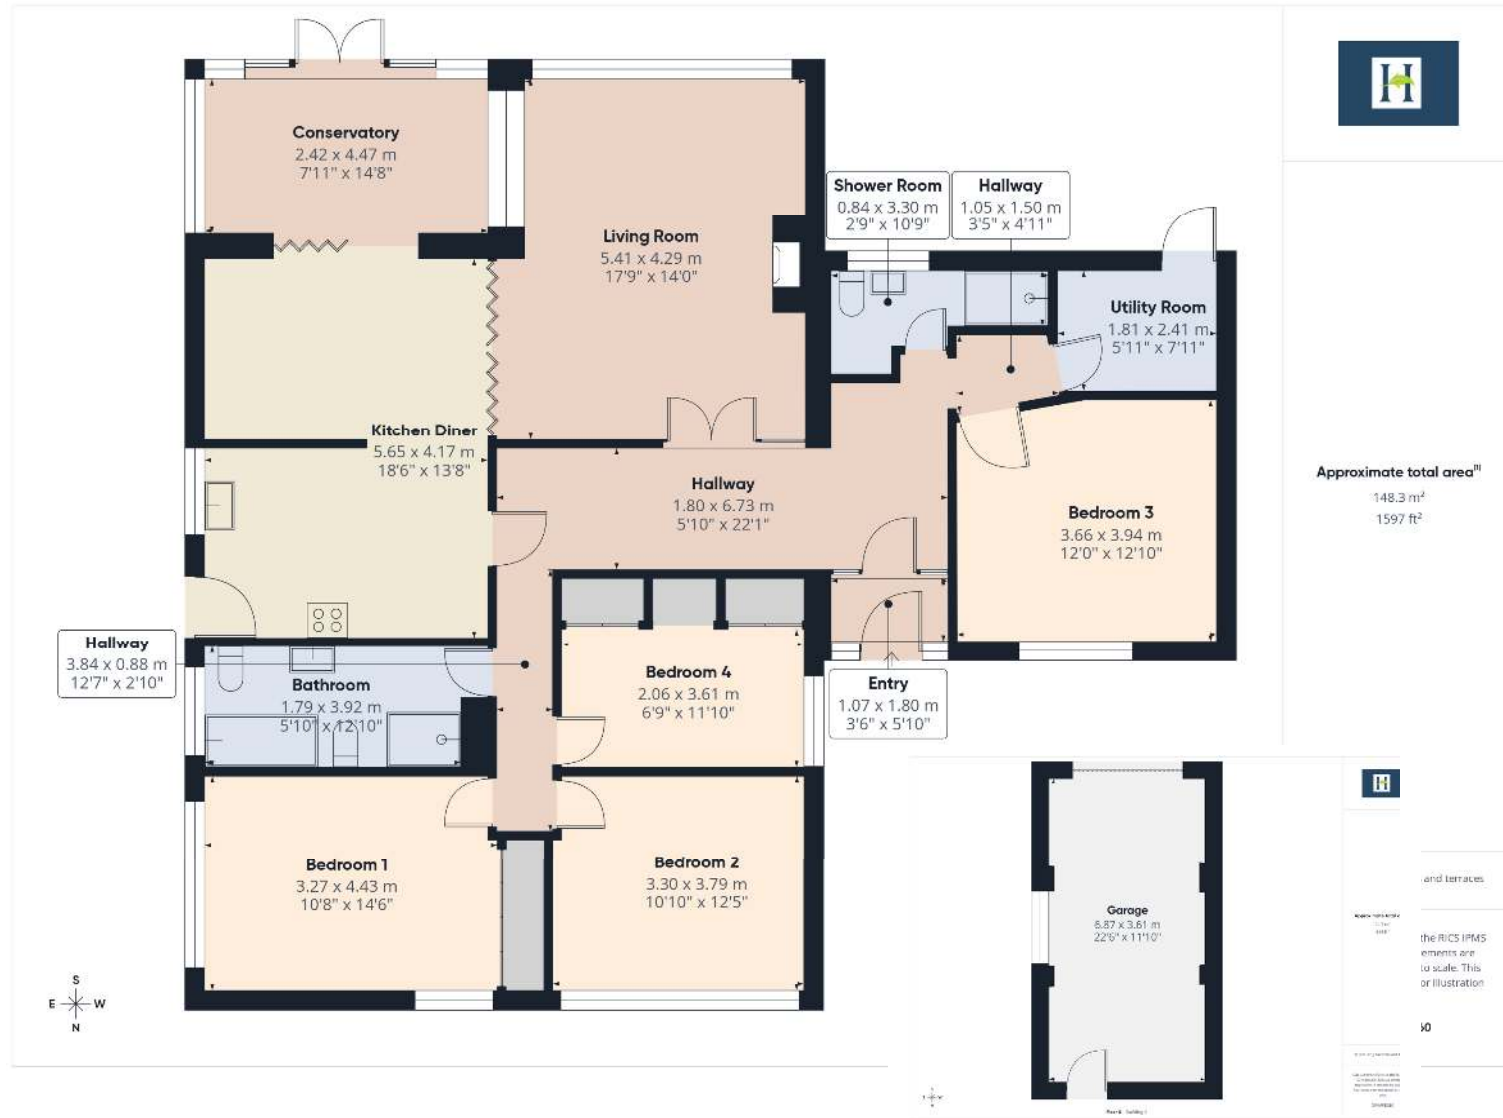 H
Conservatory
2.42 x 4.47 m
7'11" x 14'8"
Living Room
5.41 x 4.29 m
17'9" x 14'0"
Shower Room
0.84 x 3.30 m
2'9" x 10'9"
Hallway
1.05 x 1.50 m
3'5" x 4'11"
Utility Room
1.81 x 2.41 m
5'11" x 7'11"
Kitchen Diner
5.65 x 4.17 m
18'6" x 13'8"
Hallway
1.80 x 6.73 m
5'10" x 22'1"
Bedroom 3
3.66 x 3.94 m
12'0" x 12'10"
Approximate total area⁽¹⁾
148.3 m²
1597 ft²
Hallway
3.84 x 0.88 m
12'7" x 2'10"
Bathroom
1.79 x 3.92 m
5'10" x 12'10"
Bedroom 4
2.06 x 3.61 m
6'9" x 11'10"
Entry
1.07 x 1.80 m
3'6" x 5'10"
Bedroom 1
3.27 x 4.43 m
10'8" x 14'6"
Bedroom 2
3.30 x 3.79 m
10'10" x 12'5"
S
E W
N
H
Garage
6.87 x 3.61 m
22'6" x 11'10"
and terraces
the RICS IPMS
ements are
to scale. This
or illustration